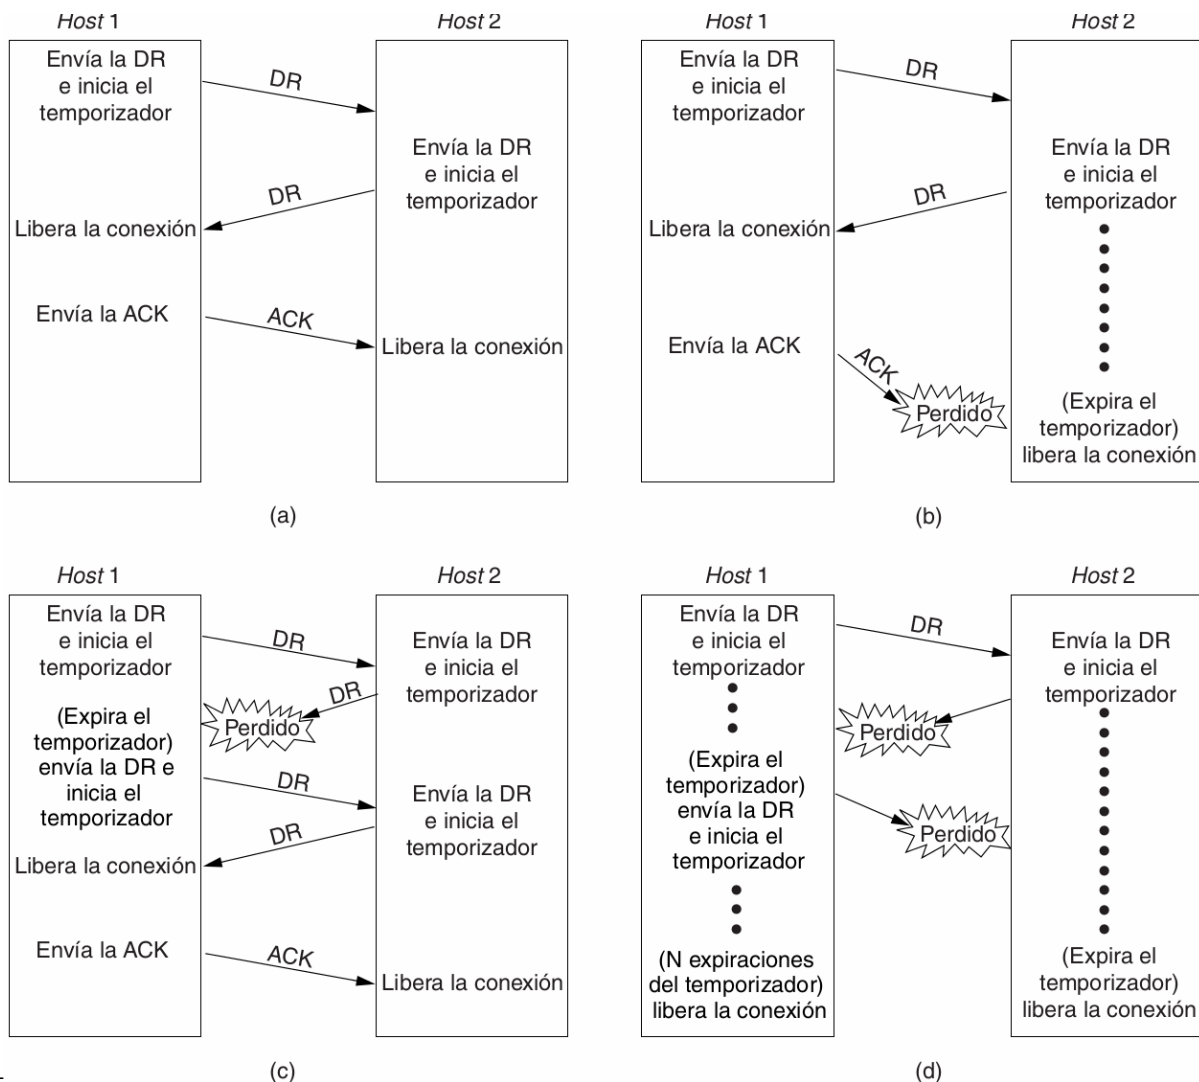 Host 1
Host 2
Envía la DR
e inicia el
temporizador
DR
Envía la DR
e inicia el
temporizador
DR
Libera la conexión
Envía la ACK
ACK
Libera la conexión
(a)
Host 1
Host 2
Envía la DR
e inicia el
temporizador
DR
Envía la DR
e inicia el
temporizador
DR
Libera la conexión
Envía la ACK
ACK
Perdido
(Expira el
temporizador)
libera la conexión
(b)
Host 1
Host 2
Envía la DR
e inicia el
temporizador
DR
Envía la DR
e inicia el
temporizador
DR
Perdido
(Expira el
temporizador)
envía la DR e
inicia el
temporizador
DR
Envía la DR
e inicia el
temporizador
DR
Libera la conexión
Envía la ACK
ACK
Libera la conexión
(c)
Host 1
Host 2
Envía la DR
e inicia el
temporizador
DR
Envía la DR
e inicia el
temporizador
Perdido
(Expira el
temporizador)
envía la DR
e inicia el
temporizador
Perdido
(N expiraciones
del temporizador)
libera la conexión
(Expira el
temporizador)
libera la conexión
(d)